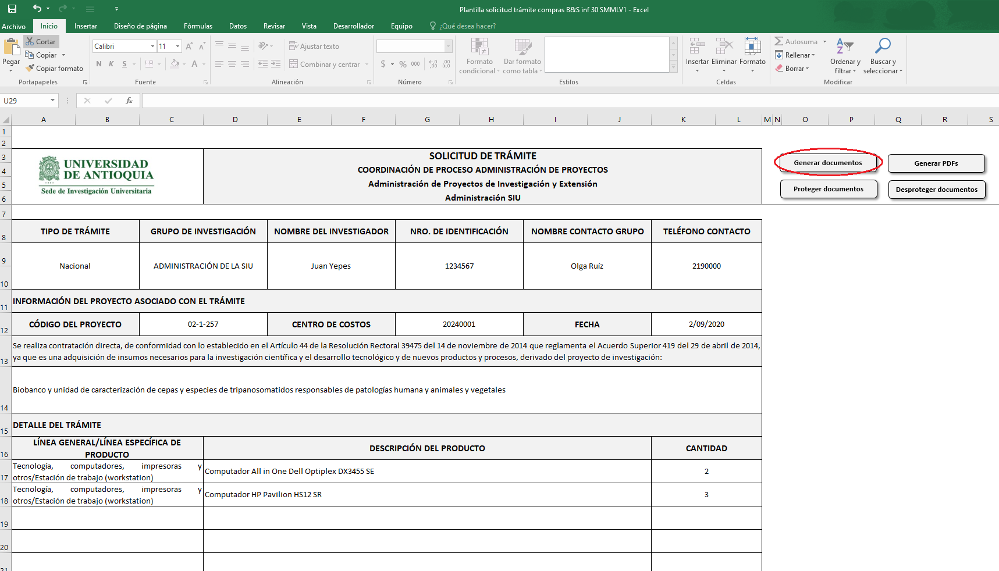 Plantilla solicitud trámite compras B&S inf 30 SMMLV1 - Excel
Archivo Inicio Insertar Diseño de página Fórmulas Datos Revisar Vista Desarrollador Equipo ¿Qué desea hacer?
Pegar
Cortar
Copiar
Copiar formato
Portapapeles
Calibri 11 A A
N K S A
Fuente
Ajustar texto
Combinar y centrar
Alineación
$ % 000
Número
Formato condicional
Dar formato como tabla
Estilos
Insertar Eliminar Formato
Celdas
Autosuma
Rellenar
Borrar
Ordenar y filtrar
Buscar y seleccionar
Modificar
U29 fx
A B C D E F G H I J K L M N O P Q R S
1
2
3
4
5
6
7
8
9
10
11
12
13
14
15
16
17
18
19
20
21
UNIVERSIDAD
DE ANTIOQUIA
1803
Sede de Investigación Universitaria
SOLICITUD DE TRÁMITE
COORDINACIÓN DE PROCESO ADMINISTRACIÓN DE PROYECTOS
Administración de Proyectos de Investigación y Extensión
Administración SIU
Generar documentos Generar PDFs
Proteger documentos Desproteger documentos
TIPO DE TRÁMITE GRUPO DE INVESTIGACIÓN NOMBRE DEL INVESTIGADOR NRO. DE IDENTIFICACIÓN NOMBRE CONTACTO GRUPO TELÉFONO CONTACTO
Nacional ADMINISTRACIÓN DE LA SIU Juan Yepes 1234567 Olga Ruíz 2190000
INFORMACIÓN DEL PROYECTO ASOCIADO CON EL TRÁMITE
CÓDIGO DEL PROYECTO 02-1-257 CENTRO DE COSTOS 20240001 FECHA 2/09/2020
Se realiza contratación directa, de conformidad con lo establecido en el Artículo 44 de la Resolución Rectoral 39475 del 14 de noviembre de 2014 que reglamenta el Acuerdo Superior 419 del 29 de abril de 2014,
ya que es una adquisición de insumos necesarios para la investigación científica y el desarrollo tecnológico y de nuevos productos y procesos, derivado del proyecto de investigación:
Biobanco y unidad de caracterización de cepas y especies de tripanosomatidos responsables de patologías humana y animales y vegetales
DETALLE DEL TRÁMITE
LÍNEA GENERAL/LÍNEA ESPECÍFICA DE
PRODUCTO
DESCRIPCIÓN DEL PRODUCTO CANTIDAD
Tecnología, computadores, impresoras y
otros/Estación de trabajo (workstation)
Computador All in One Dell Optiplex DX3455 SE 2
Tecnología, computadores, impresoras y
otros/Estación de trabajo (workstation)
Computador HP Pavilion HS12 SR 3